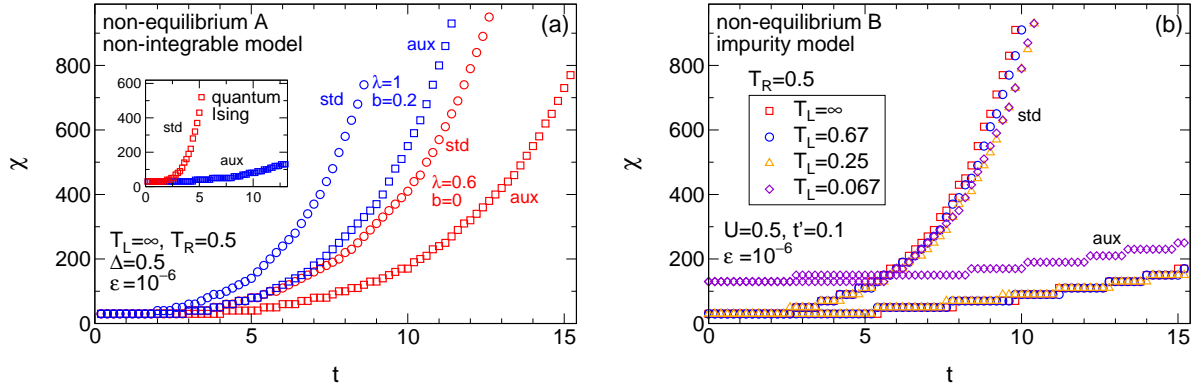 non-equilibrium A
non-integrable model
(a)
aux
λ=1
b=0.2
std
std
λ=0.6
b=0
aux
quantum
Ising
std
aux
600
400
200
0
0
5
10
T_L=∞, T_R=0.5
Δ=0.5
ε=10^-6
χ
800
600
400
200
0
0
5
10
15
t
non-equilibrium B
impurity model
(b)
T_R=0.5
T_L=∞
T_L=0.67
T_L=0.25
T_L=0.067
std
aux
U=0.5, t'=0.1
ε=10^-6
χ
800
600
400
200
0
0
5
10
15
t